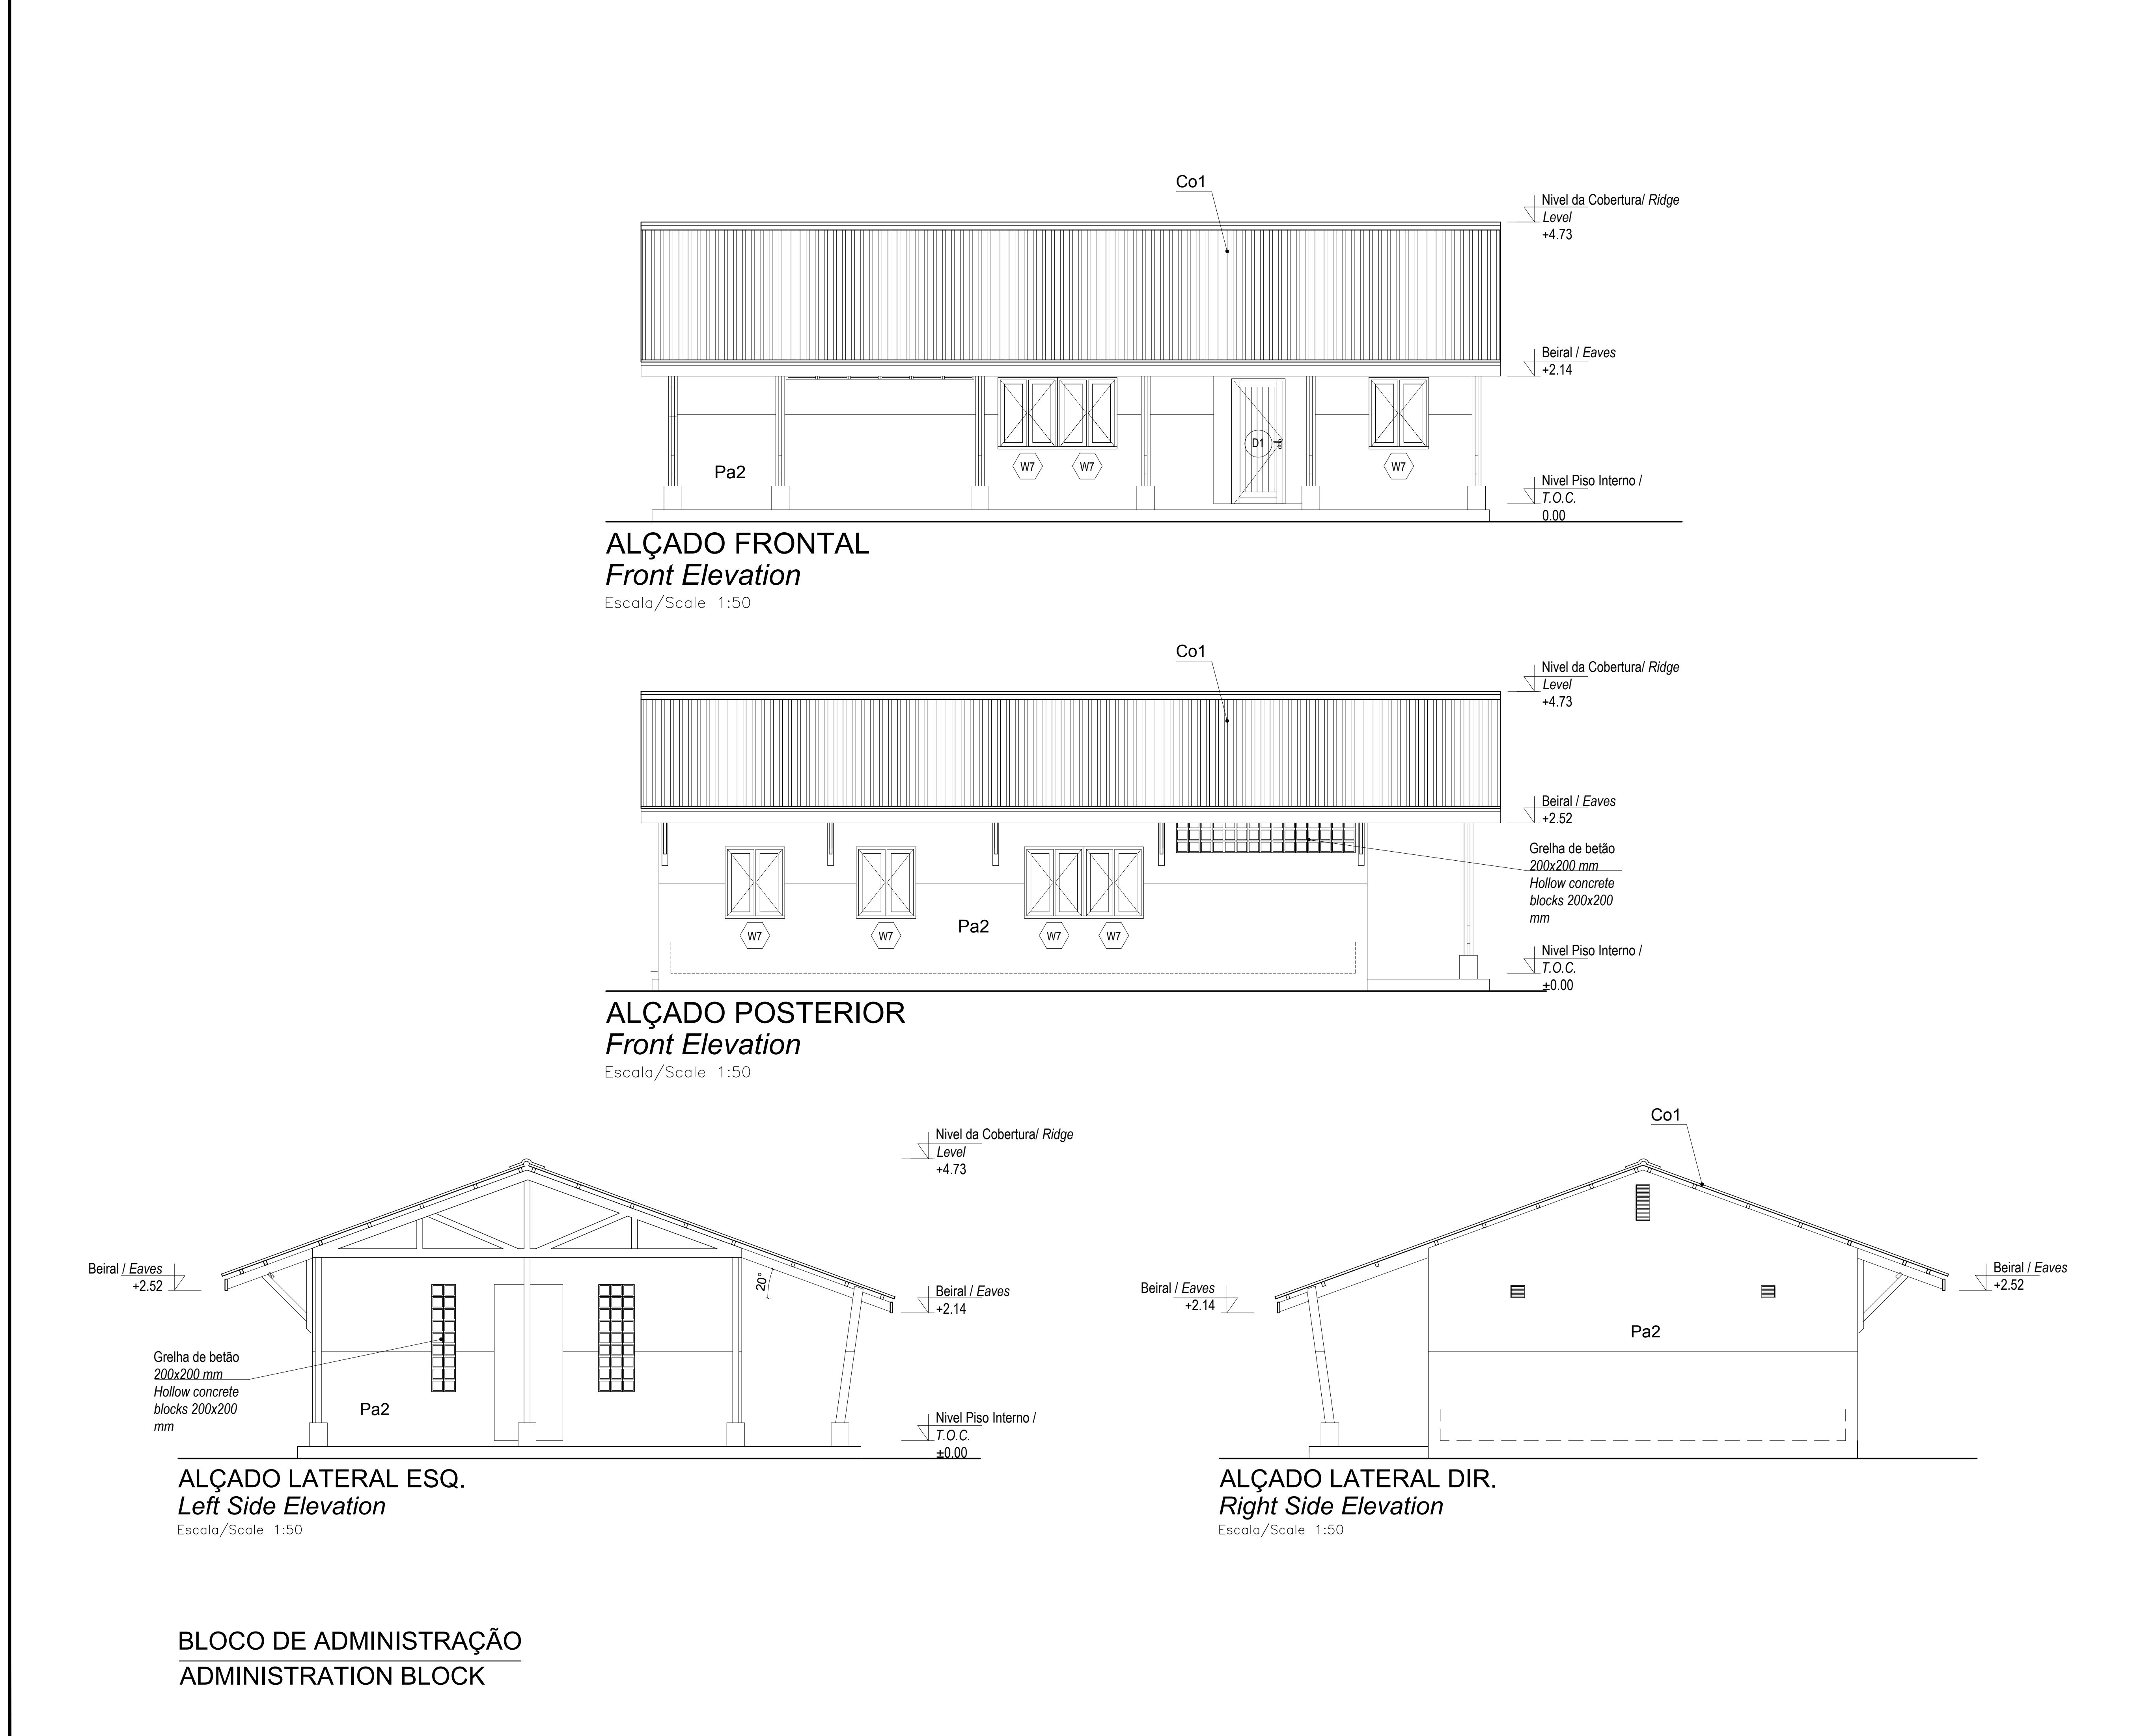 Co1
Nivel da Cobertura/ Ridge
Level
+4.73
Beiral / Eaves
+2.14
D1
W7
W7
W7
Pa2
Nivel Piso Interno /
T.O.C.
0.00
ALÇADO FRONTAL
Front Elevation
Escala/Scale 1:50
Co1
Nivel da Cobertura/ Ridge
Level
+4.73
Beiral / Eaves
+2.52
Grelha de betão
200x200 mm
Hollow concrete
blocks 200x200
mm
Pa2
W7
W7
W7
W7
Nivel Piso Interno /
T.O.C.
±0.00
ALÇADO POSTERIOR
Front Elevation
Escala/Scale 1:50
Nivel da Cobertura/ Ridge
Level
+4.73
Beiral / Eaves
+2.52
20°
Beiral / Eaves
+2.14
Grelha de betão
200x200 mm
Hollow concrete
blocks 200x200
mm
Pa2
Nivel Piso Interno /
T.O.C.
±0.00
ALÇADO LATERAL ESQ.
Left Side Elevation
Escala/Scale 1:50
Co1
Beiral / Eaves
+2.14
Beiral / Eaves
+2.52
Pa2
ALÇADO LATERAL DIR.
Right Side Elevation
Escala/Scale 1:50
BLOCO DE ADMINISTRAÇÃO
ADMINISTRATION BLOCK